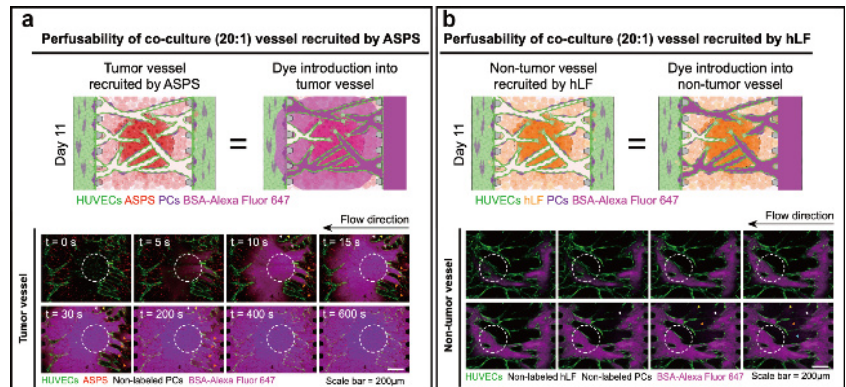 a
Perfusability of co-culture (20:1) vessel recruited by ASPS
Tumor vessel
recruited by ASPS
Dye introduction into
tumor vessel
Day 11
=
HUVECs ASPS PCs BSA-Alexa Fluor 647
Flow direction
Tumor vessel
t = 0 s
t = 5 s
t = 10 s
t = 15 s
t = 30 s
t = 200 s
t = 400 s
t = 600 s
HUVECs ASPS Non-labeled PCs BSA-Alexa Fluor 647 Scale bar = 200μm
b
Perfusability of co-culture (20:1) vessel recruited by hLF
Non-tumor vessel
recruited by hLF
Dye introduction into
non-tumor vessel
Day 11
=
HUVECs hLF PCs BSA-Alexa Fluor 647
Flow direction
Non-tumor vessel
HUVECs Non-labeled hLF Non-labeled PCs BSA-Alexa Fluor 647 Scale bar = 200μm